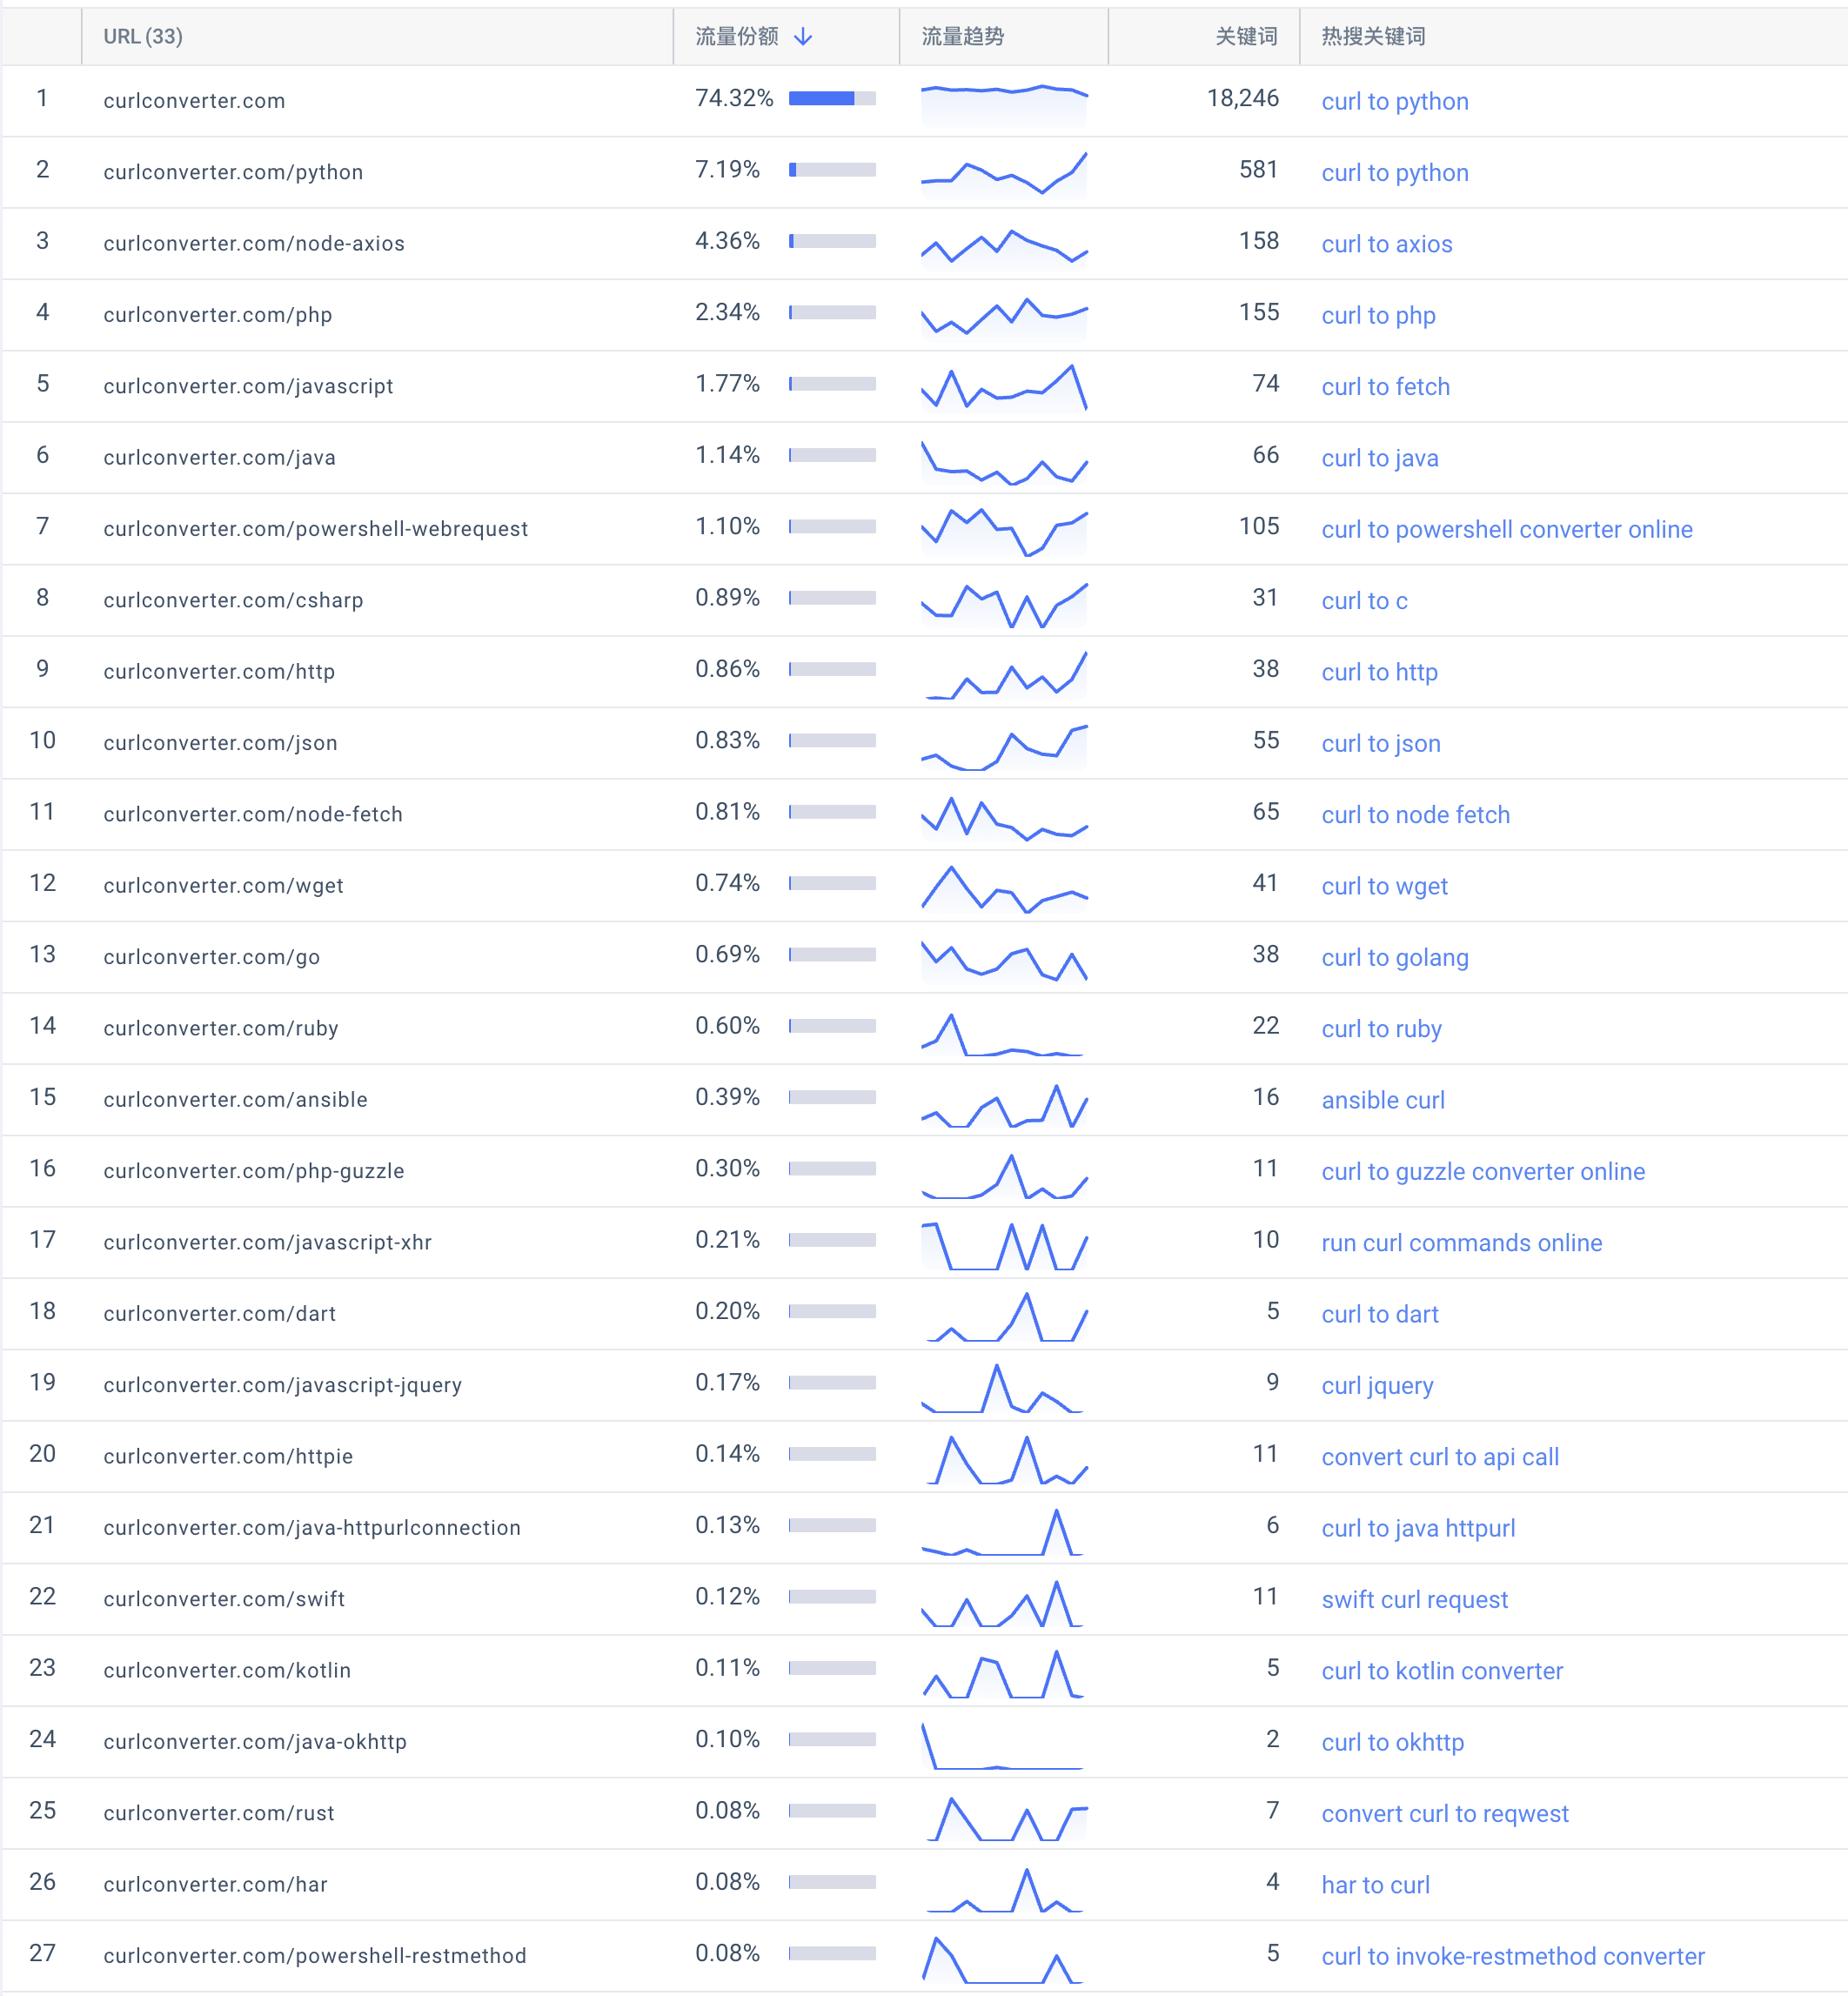 URL (33) 流量份额 流量趋势 关键词 热搜关键词
1 curlconverter.com 74.32% 18,246 curl to python
2 curlconverter.com/python 7.19% 581 curl to python
3 curlconverter.com/node-axios 4.36% 158 curl to axios
4 curlconverter.com/php 2.34% 155 curl to php
5 curlconverter.com/javascript 1.77% 74 curl to fetch
6 curlconverter.com/java 1.14% 66 curl to java
7 curlconverter.com/powershell-webrequest 1.10% 105 curl to powershell converter online
8 curlconverter.com/csharp 0.89% 31 curl to c
9 curlconverter.com/http 0.86% 38 curl to http
10 curlconverter.com/json 0.83% 55 curl to json
11 curlconverter.com/node-fetch 0.81% 65 curl to node fetch
12 curlconverter.com/wget 0.74% 41 curl to wget
13 curlconverter.com/go 0.69% 38 curl to golang
14 curlconverter.com/ruby 0.60% 22 curl to ruby
15 curlconverter.com/ansible 0.39% 16 ansible curl
16 curlconverter.com/php-guzzle 0.30% 11 curl to guzzle converter online
17 curlconverter.com/javascript-xhr 0.21% 10 run curl commands online
18 curlconverter.com/dart 0.20% 5 curl to dart
19 curlconverter.com/javascript-jquery 0.17% 9 curl jquery
20 curlconverter.com/httpie 0.14% 11 convert curl to api call
21 curlconverter.com/java-httpurlconnection 0.13% 6 curl to java httpurl
22 curlconverter.com/swift 0.12% 11 swift curl request
23 curlconverter.com/kotlin 0.11% 5 curl to kotlin converter
24 curlconverter.com/java-okhttp 0.10% 2 curl to okhttp
25 curlconverter.com/rust 0.08% 7 convert curl to reqwest
26 curlconverter.com/har 0.08% 4 har to curl
27 curlconverter.com/powershell-restmethod 0.08% 5 curl to invoke-restmethod converter